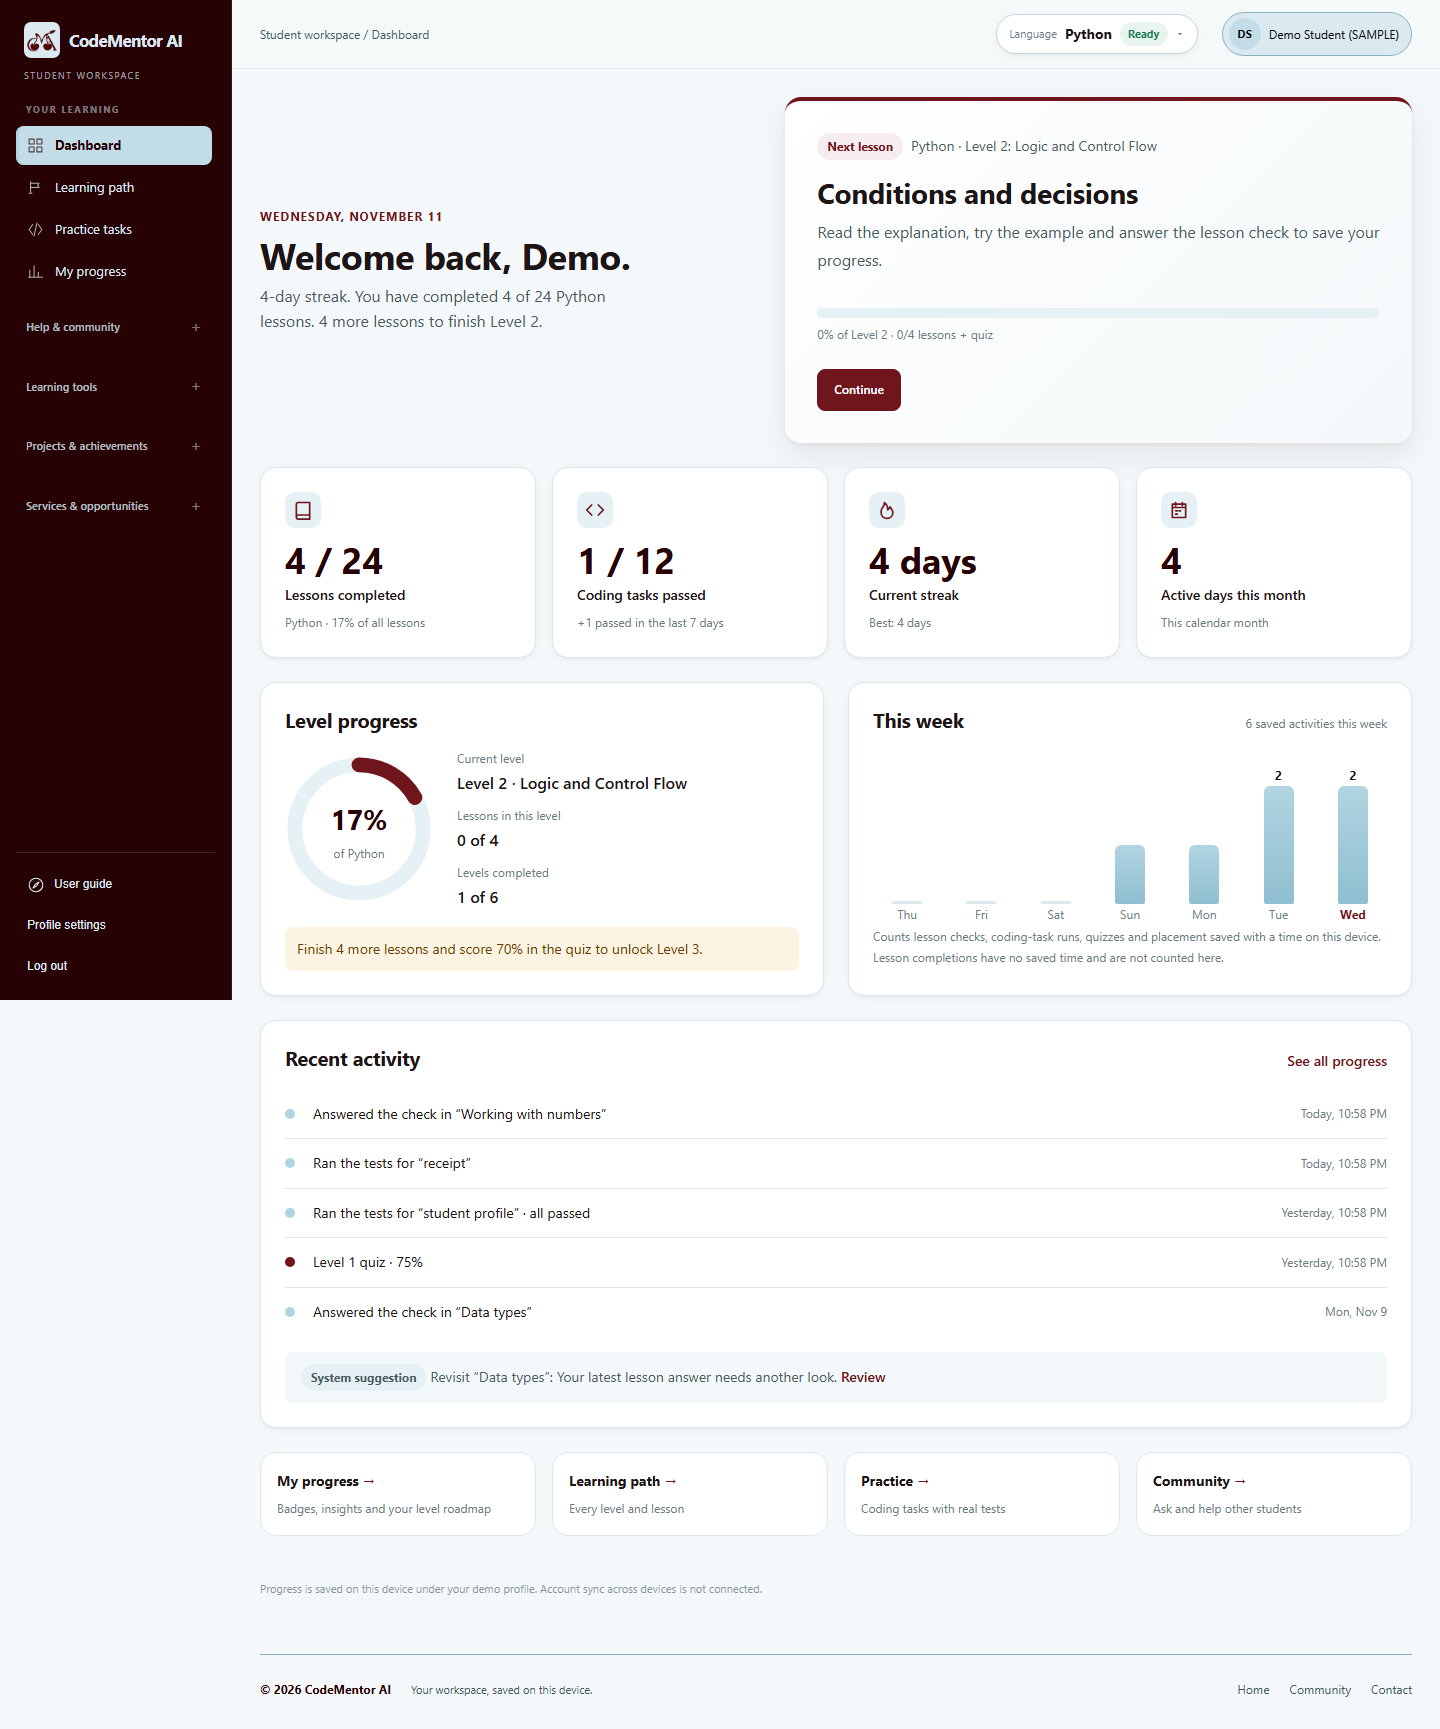 CodeMentor AI
STUDENT WORKSPACE
YOUR LEARNING
Dashboard
Learning path
Practice tasks
My progress
Help & community +
Learning tools +
Projects & achievements +
Services & opportunities +
User guide
Profile settings
Log out
Student workspace / Dashboard
Language Python Ready
DS Demo Student (SAMPLE)
WEDNESDAY, NOVEMBER 11
Welcome back, Demo.
4-day streak. You have completed 4 of 24 Python
lessons. 4 more lessons to finish Level 2.
Next lesson Python · Level 2: Logic and Control Flow
Conditions and decisions
Read the explanation, try the example and answer the lesson check to save your
progress.
0% of Level 2 · 0/4 lessons + quiz
Continue
4 / 24
Lessons completed
Python · 17% of all lessons
1 / 12
Coding tasks passed
+1 passed in the last 7 days
4 days
Current streak
Best: 4 days
4
Active days this month
This calendar month
Level progress
17%
of Python
Current level
Level 2 · Logic and Control Flow
Lessons in this level
0 of 4
Levels completed
1 of 6
Finish 4 more lessons and score 70% in the quiz to unlock Level 3.
This week
6 saved activities this week
2 2
Thu Fri Sat Sun Mon Tue Wed
Counts lesson checks, coding-task runs, quizzes and placement saved with a time on this device.
Lesson completions have no saved time and are not counted here.
Recent activity
See all progress
Answered the check in “Working with numbers” Today, 10:58 PM
Ran the tests for “receipt” Today, 10:58 PM
Ran the tests for “student profile” · all passed Yesterday, 10:58 PM
Level 1 quiz · 75% Yesterday, 10:58 PM
Answered the check in “Data types” Mon, Nov 9
System suggestion Revisit “Data types”: Your latest lesson answer needs another look. Review
My progress →
Badges, insights and your level roadmap
Learning path →
Every level and lesson
Practice →
Coding tasks with real tests
Community →
Ask and help other students
Progress is saved on this device under your demo profile. Account sync across devices is not connected.
© 2026 CodeMentor AI Your workspace, saved on this device.
Home Community Contact